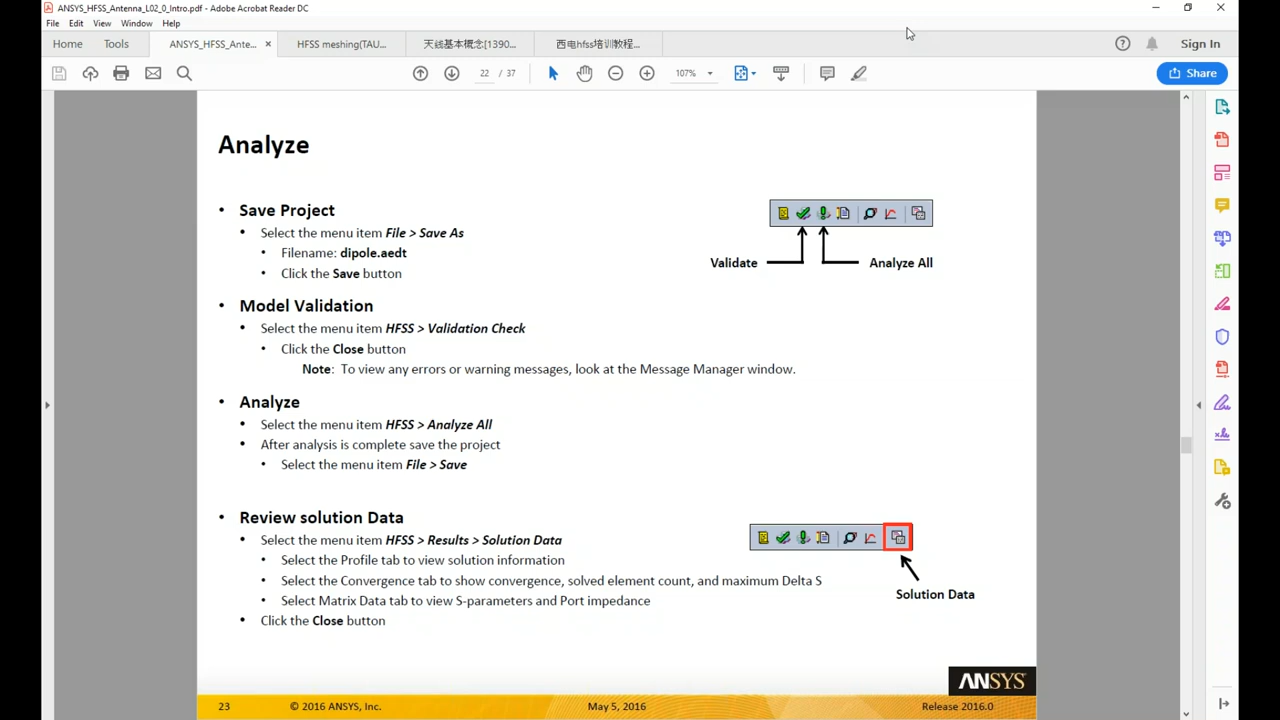 ANSYS_HFSS_Antenna_L02_0_Intro.pdf - Adobe Acrobat Reader DC
File Edit View Window Help
Home Tools ANSYS_HFSS_Ante... × HFSS meshing(TAU... 天线基本概念[1390... 西电hfss培训教程... Sign In
22 / 37 107% Share
Analyze
• Save Project
• Select the menu item File > Save As
• Filename: dipole.aedt
• Click the Save button
Validate Analyze All
• Model Validation
• Select the menu item HFSS > Validation Check
• Click the Close button
Note: To view any errors or warning messages, look at the Message Manager window.
• Analyze
• Select the menu item HFSS > Analyze All
• After analysis is complete save the project
• Select the menu item File > Save
• Review solution Data
• Select the menu item HFSS > Results > Solution Data
• Select the Profile tab to view solution information
• Select the Convergence tab to show convergence, solved element count, and maximum Delta S
• Select Matrix Data tab to view S-parameters and Port impedance
• Click the Close button
Solution Data
ANSYS
23 © 2016 ANSYS, Inc. May 5, 2016 Release 2016.0